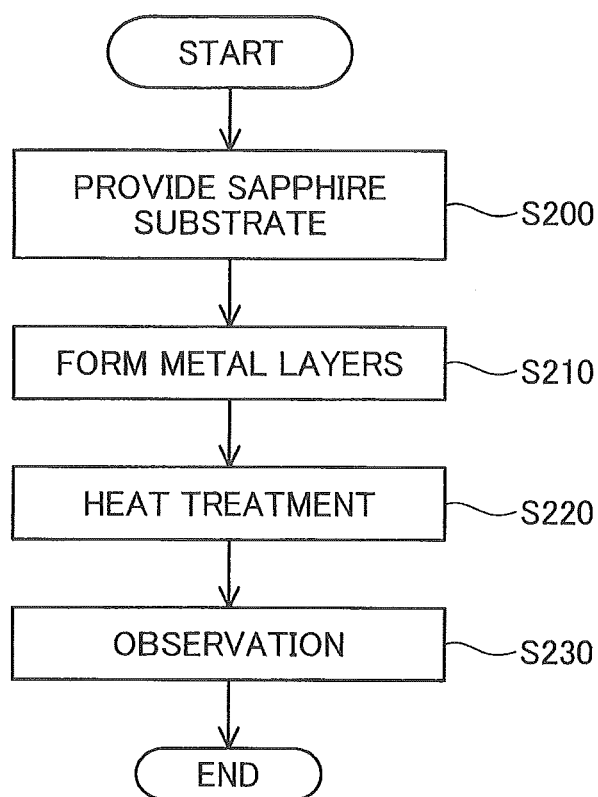 START
PROVIDE SAPPHIRE
SUBSTRATE
S200
FORM METAL LAYERS
S210
HEAT TREATMENT
S220
OBSERVATION
S230
END